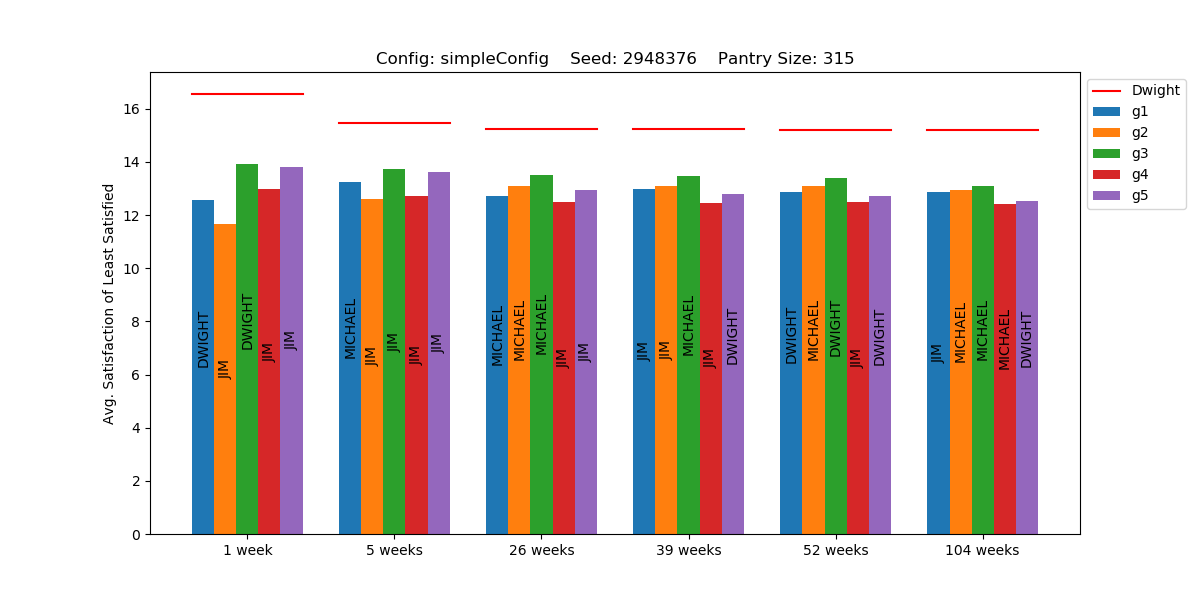 Config: simpleConfig    Seed: 2948376    Pantry Size: 315
Avg. Satisfaction of Least Satisfied
16
14
12
10
8
6
4
2
0
DWIGHT
JIM
DWIGHT
JIM
JIM
MICHAEL
JIM
JIM
JIM
JIM
MICHAEL
MICHAEL
MICHAEL
JIM
JIM
JIM
JIM
MICHAEL
JIM
DWIGHT
DWIGHT
MICHAEL
DWIGHT
JIM
DWIGHT
JIM
MICHAEL
MICHAEL
MICHAEL
DWIGHT
1 week
5 weeks
26 weeks
39 weeks
52 weeks
104 weeks
Dwight
g1
g2
g3
g4
g5